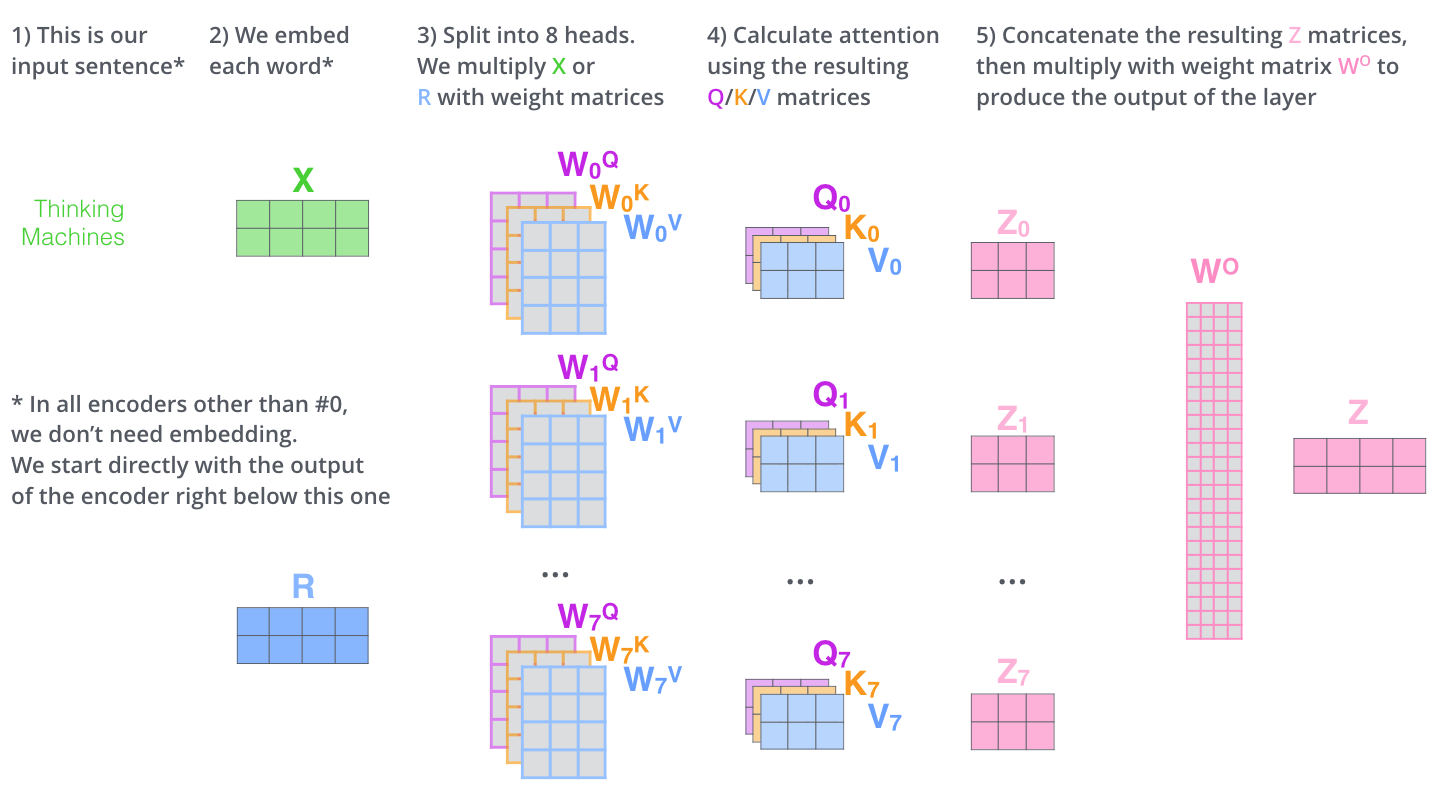 1) This is our
input sentence*
2) We embed
each word*
3) Split into 8 heads.
We multiply X or
R with weight matrices
4) Calculate attention
using the resulting
Q/K/V matrices
5) Concatenate the resulting Z matrices,
then multiply with weight matrix Wᴼ to
produce the output of the layer
Thinking
Machines
X
W₀Q
W₀K
W₀V
Q₀
K₀
V₀
Z₀
Wᴼ
* In all encoders other than #0,
we don’t need embedding.
We start directly with the output
of the encoder right below this one
W₁Q
W₁K
W₁V
Q₁
K₁
V₁
Z₁
Z
...
...
...
R
W₇Q
W₇K
W₇V
Q₇
K₇
V₇
Z₇